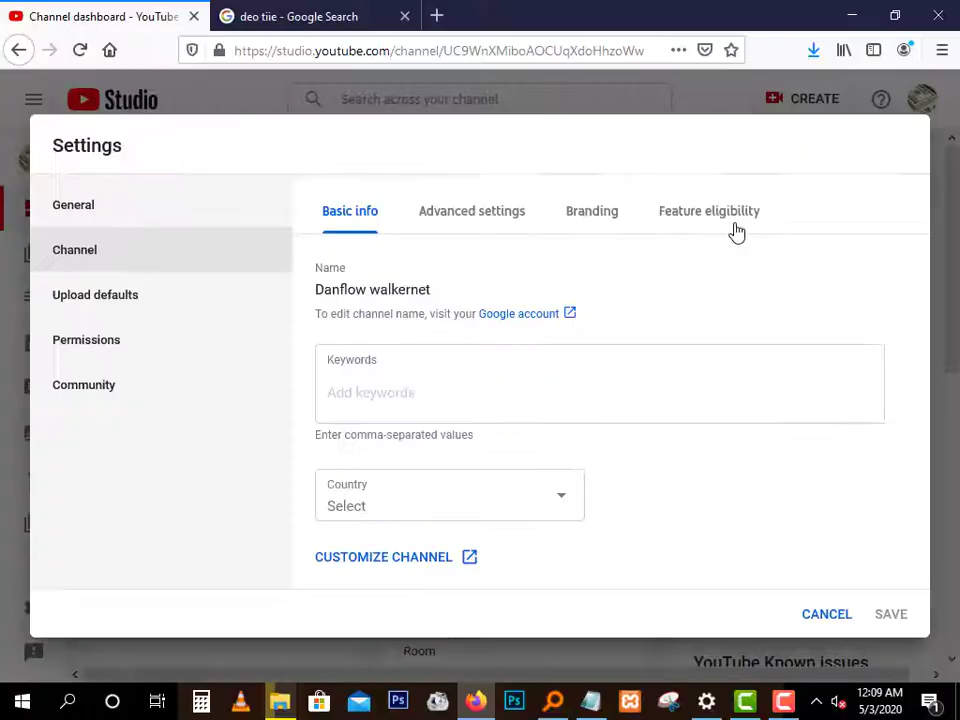 Channel dashboard - YouTube
deo tiie - Google Search
https://studio.youtube.com/channel/UC9WnXMiboAOCUqXdoHhzoWw
Studio
Search across your channel
CREATE
Settings
General
Channel
Upload defaults
Permissions
Community
Basic info
Advanced settings
Branding
Feature eligibility
Name
Danflow walkernet
To edit channel name, visit your Google account
Keywords
Add keywords
Enter comma-separated values
Country
Select
CUSTOMIZE CHANNEL
CANCEL
SAVE
Room
YouTube Known issues
Ps
Ps
12:09 AM
5/3/2020
1